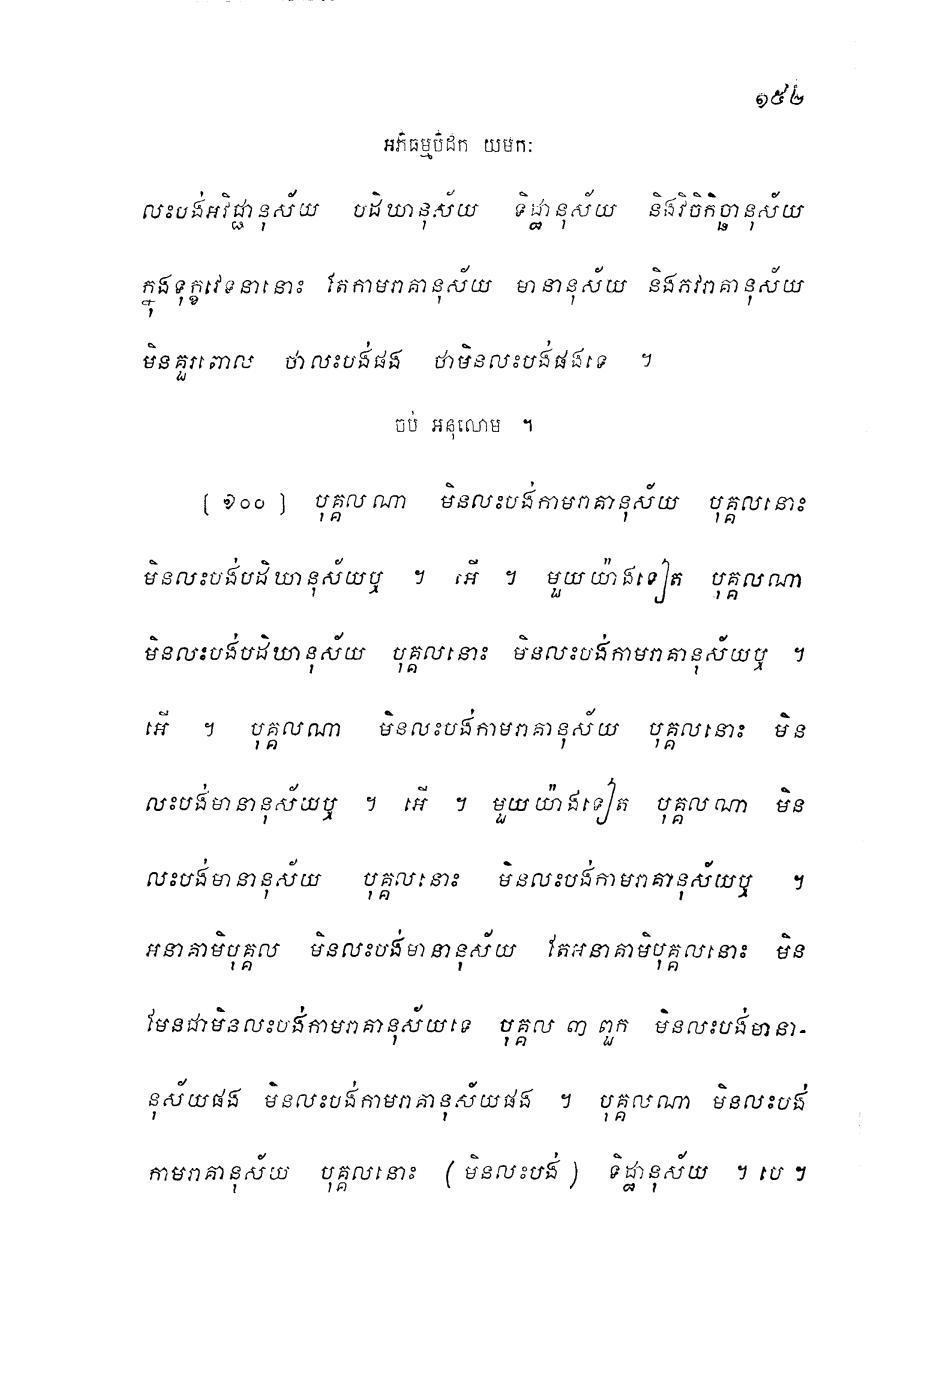 ១៥២
អភិធម្មបិដក យមកៈ
លះបង់អវិជ្ជានុស័យ បដិឃានុស័យ ទិដ្ឋានុស័យ និងវិចិកិច្ឆានុស័យ
ក្នុងទុក្ខវេទនានោះ តែកាមរាគានុស័យ មានានុស័យ និងភវរាគានុស័យ
មិនគួរពោល ថាលះបង់ផង ថាមិនលះបង់ផងទេ ។
ចប់ អនុលោម ។
[ ១០០ ] បុគ្គលណា មិនលះបង់កាមរាគានុស័យ បុគ្គលនោះ
មិនលះបង់បដិឃានុស័យឬ ។ អើ ។ មួយយ៉ាងទៀត បុគ្គលណា
មិនលះបង់បដិឃានុស័យ បុគ្គលនោះ មិនលះបង់កាមរាគានុស័យឬ ។
អើ ។ បុគ្គលណា មិនលះបង់កាមរាគានុស័យ បុគ្គលនោះ មិន
លះបង់មានានុស័យឬ ។ អើ ។ មួយយ៉ាងទៀត បុគ្គលណា មិន
លះបង់មានានុស័យ បុគ្គលនោះ មិនលះបង់កាមរាគានុស័យឬ ។
អនាគាមិបុគ្គល មិនលះបង់មានានុស័យ តែអនាគាមិបុគ្គលនោះ មិន
មែនជាមិនលះបង់កាមរាគានុស័យទេ បុគ្គល ៣ ពួក មិនលះបង់មានា-
នុស័យផង មិនលះបង់កាមរាគានុស័យផង ។ បុគ្គលណា មិនលះបង់
កាមរាគានុស័យ បុគ្គលនោះ (មិនលះបង់) ទិដ្ឋានុស័យ ។ បេ ។